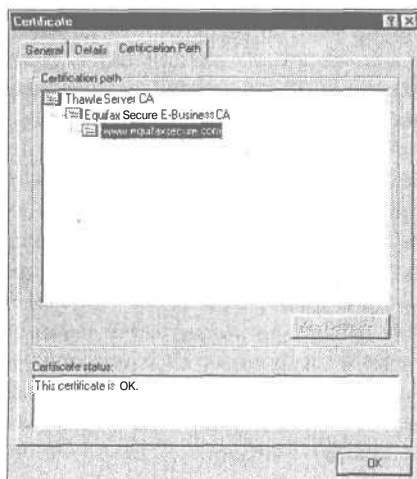 Certificate
General Details Certification Path
Certification path
Thawte Server CA
Equifax Secure E-Business CA
www.equifaxsecure.com
View Certificate
Certificate status:
This certificate is OK.
OK